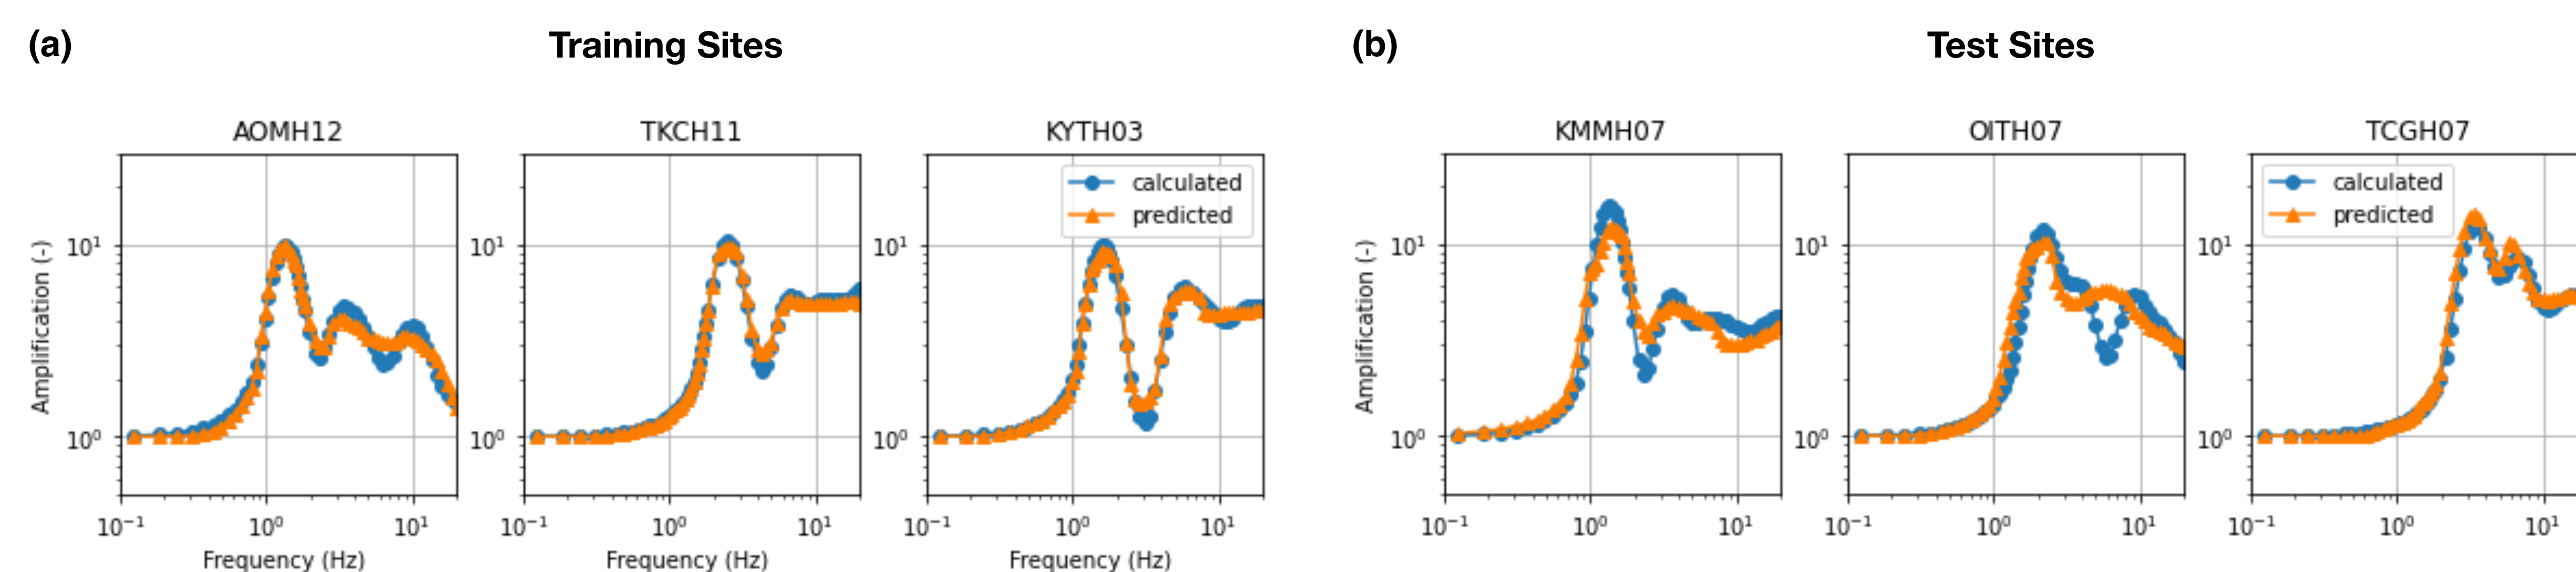 (a) Training Sites (b) Test Sites
AOMH12 TKCH11 KYTH03 KMMH07 OITH07 TCGH07
calculated
predicted
calculated
predicted
Amplification (-)
10¹ 10⁰
10¹ 10⁰
10¹ 10⁰
Amplification (-)
10¹ 10⁰
10¹ 10⁰
10¹ 10⁰
10⁻¹ 10⁰ 10¹ 10⁻¹ 10⁰ 10¹ 10⁻¹ 10⁰ 10¹ 10⁻¹ 10⁰ 10¹ 10⁻¹ 10⁰ 10¹ 10⁻¹ 10⁰ 10¹
Frequency (Hz) Frequency (Hz) Frequency (Hz)